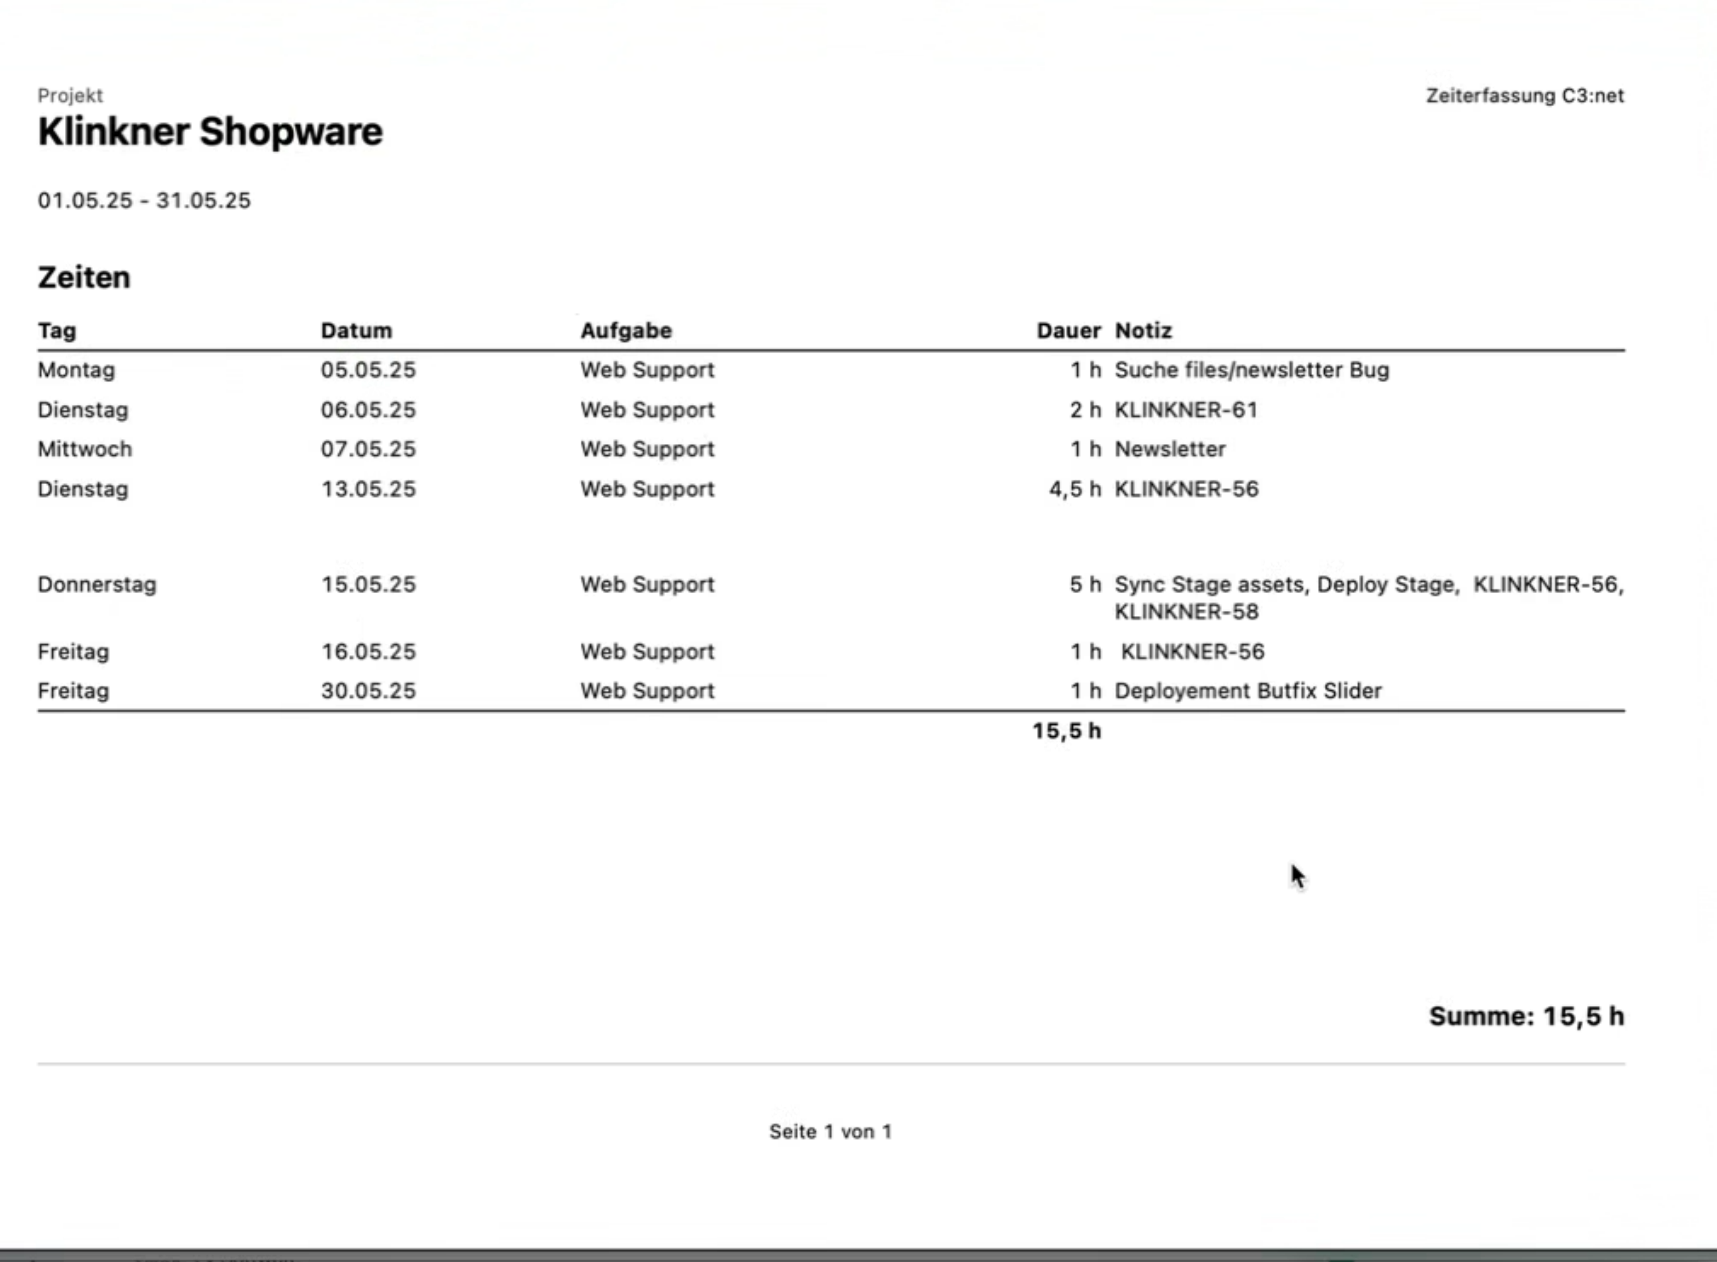 Projekt
Zeiterfassung C3:net
Klinkner Shopware
01.05.25 - 31.05.25
Zeiten
Tag Datum Aufgabe Dauer Notiz
Montag 05.05.25 Web Support 1 h Suche files/newsletter Bug
Dienstag 06.05.25 Web Support 2 h KLINKNER-61
Mittwoch 07.05.25 Web Support 1 h Newsletter
Dienstag 13.05.25 Web Support 4,5 h KLINKNER-56
Donnerstag 15.05.25 Web Support 5 h Sync Stage assets, Deploy Stage, KLINKNER-56,
KLINKNER-58
Freitag 16.05.25 Web Support 1 h KLINKNER-56
Freitag 30.05.25 Web Support 1 h Deployement Butfix Slider
15,5 h
Summe: 15,5 h
Seite 1 von 1